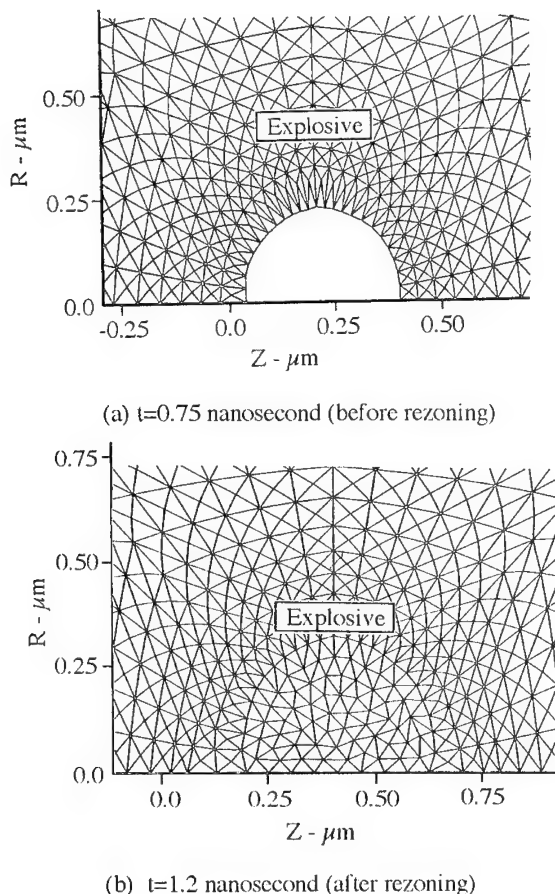 0.50
R - μm
Explosive
0.25
0.0
-0.25 0.0 0.25 0.50
Z - μm
(a) t=0.75 nanosecond (before rezoning)
0.75
0.50
R - μm
Explosive
0.25
0.0
0.0 0.25 0.50 0.75
Z - μm
(b) t=1.2 nanosecond (after rezoning)